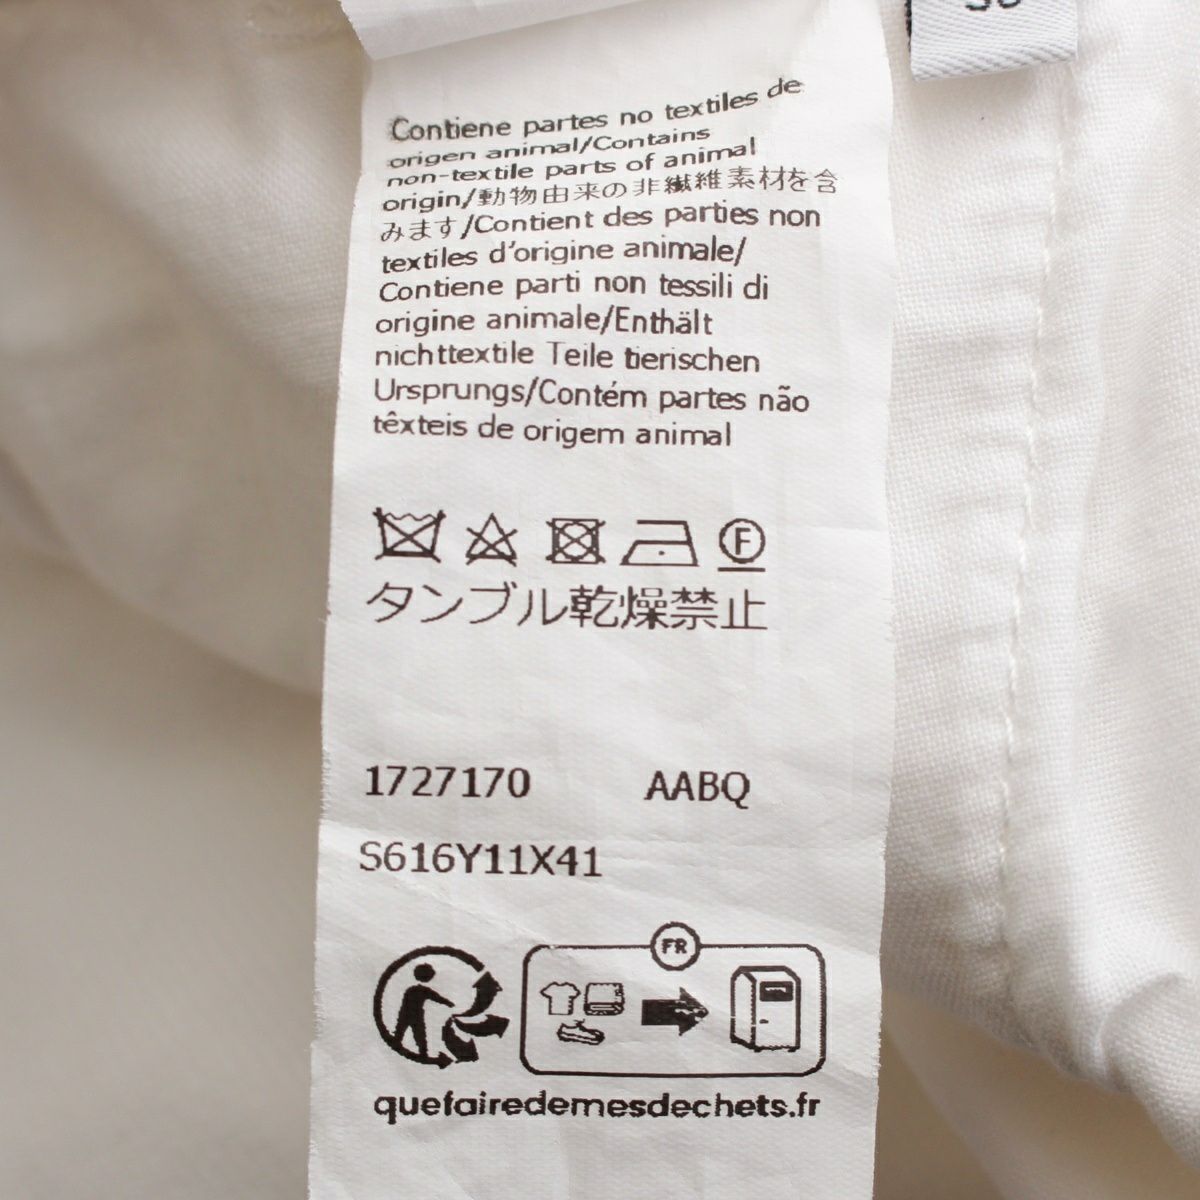 Contiene partes no textiles de
origen animal/Contains
non-textile parts of animal
origin/動物由来の非繊維素材を含
みます/Contient des parties non
textiles d'origine animale/
Contiene parti non tessili di
origine animale/Enthält
nichttextile Teile tierischen
Ursprungs/Contém partes não
têxteis de origem animal
F
タンブル乾燥禁止
1727170 AABQ
S616Y11X41
FR
quefairedemesdechets.fr